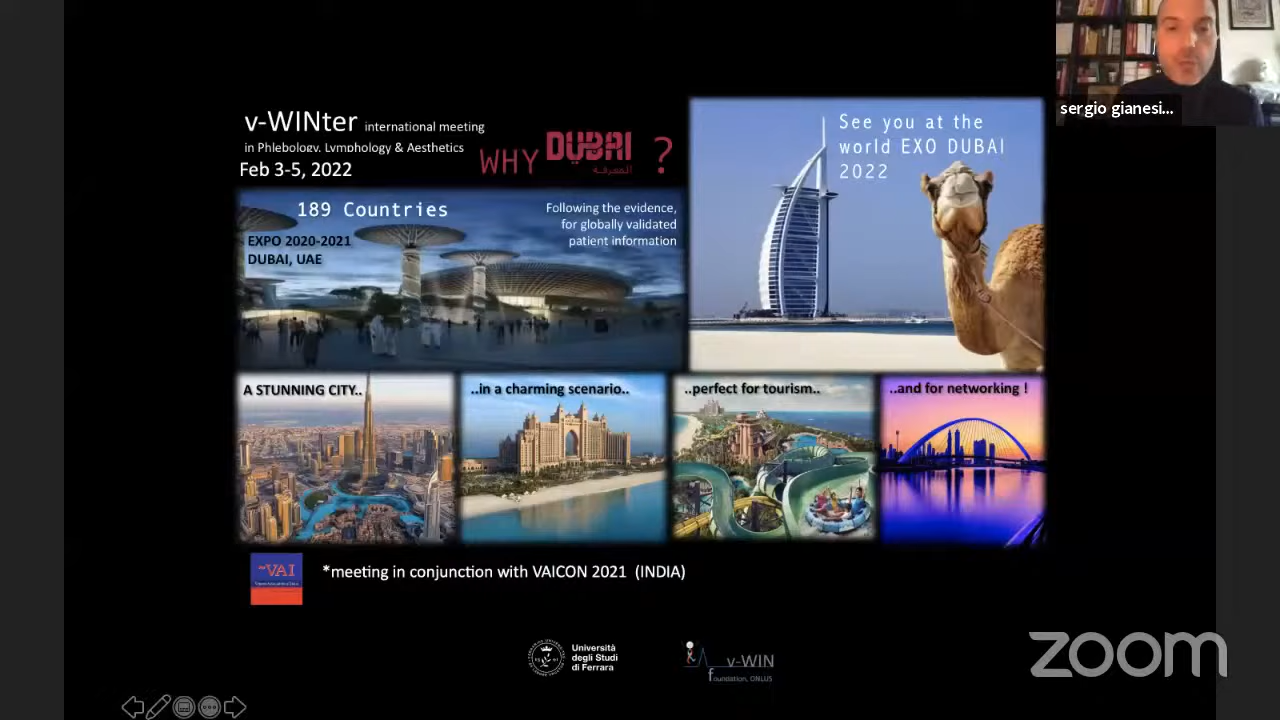 sergio gianesi...
v-WINter international meeting
in Phlebology, Lymphology & Aesthetics
Feb 3-5, 2022
WHY DUBAI ?
المعرفة
See you at the
world EXO DUBAI
2022
189 Countries
EXPO 2020-2021
DUBAI, UAE
Following the evidence,
for globally validated
patient information
A STUNNING CITY..
..in a charming scenario..
..perfect for tourism..
..and for networking !
VAI
*meeting in conjunction with VAICON 2021 (INDIA)
Università
degli Studi
di Ferrara
v-WIN
foundation, ONLUS
zoom